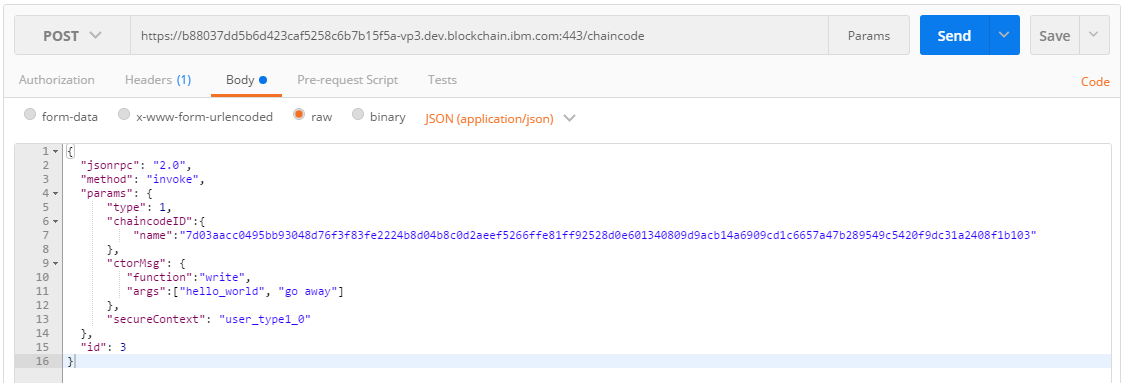 POST https://b88037dd5b6d423caf5258c6b7b15f5a-vp3.dev.blockchain.ibm.com:443/chaincode Params Send Save
Authorization Headers (1) Body Pre-request Script Tests Code
form-data x-www-form-urlencoded raw binary JSON (application/json)
1 {
2 "jsonrpc": "2.0",
3 "method": "invoke",
4 "params": {
5 "type": 1,
6 "chaincodeID":{
7 "name":"7d03aacc0495bb93048d76f3f83fe2224b8d04b8c0d2aeef5266ffe81ff92528d0e601340809d9acb14a6909cd1c6657a47b289549c5420f9dc31a2408f1b103"
8 },
9 "ctorMsg": {
10 "function":"write",
11 "args":["hello_world", "go away"]
12 },
13 "secureContext": "user_type1_0"
14 },
15 "id": 3
16 }